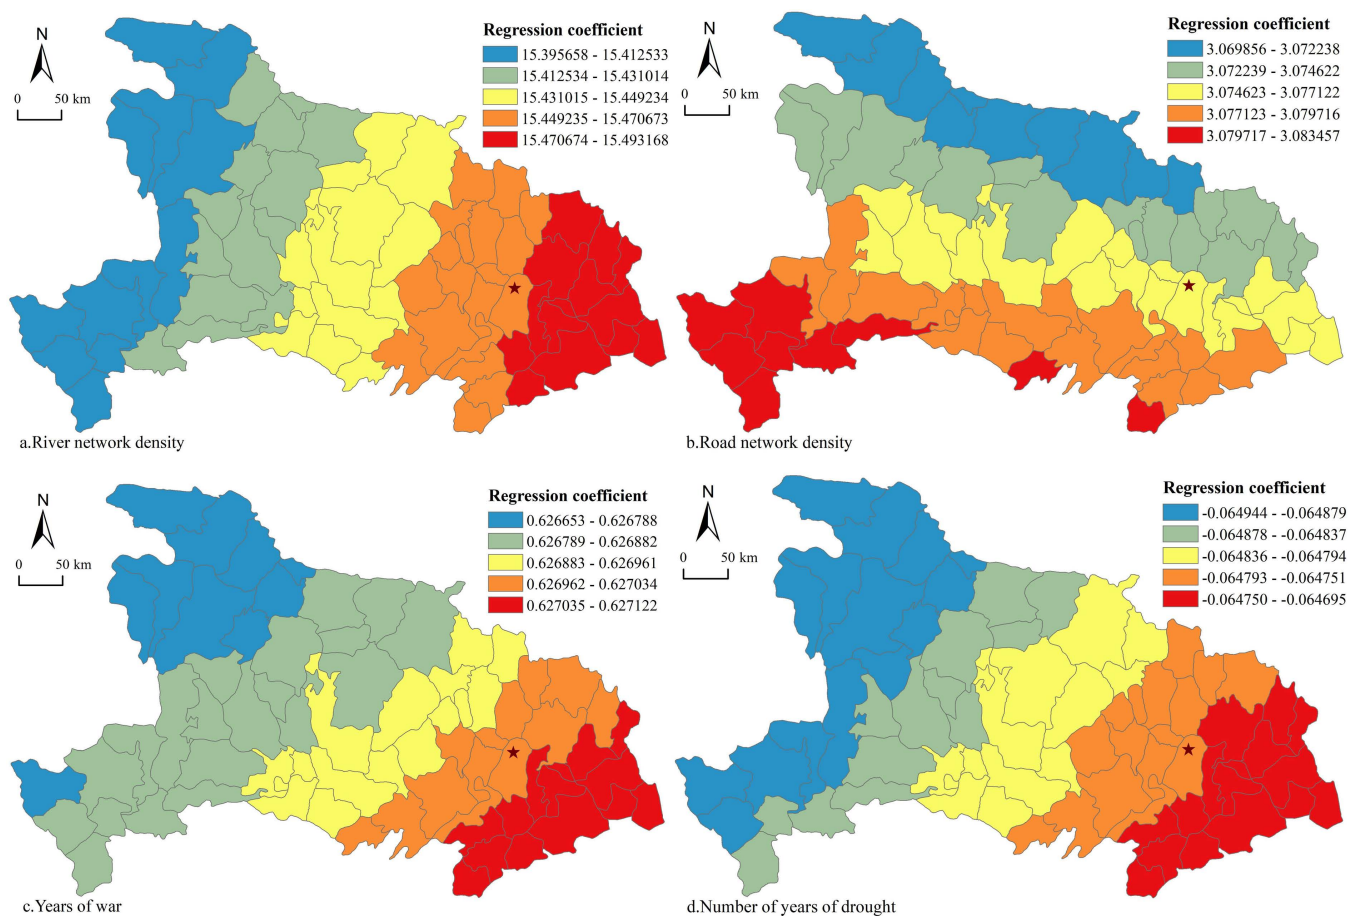 N
0 50 km
Regression coefficient
15.395658 - 15.412533
15.412534 - 15.431014
15.431015 - 15.449234
15.449235 - 15.470673
15.470674 - 15.493168
a.River network density
N
0 50 km
Regression coefficient
3.069856 - 3.072238
3.072239 - 3.074622
3.074623 - 3.077122
3.077123 - 3.079716
3.079717 - 3.083457
b.Road network density
N
0 50 km
Regression coefficient
0.626653 - 0.626788
0.626789 - 0.626882
0.626883 - 0.626961
0.626962 - 0.627034
0.627035 - 0.627122
c.Years of war
N
0 50 km
Regression coefficient
-0.064944 - -0.064879
-0.064878 - -0.064837
-0.064836 - -0.064794
-0.064793 - -0.064751
-0.064750 - -0.064695
d.Number of years of drought